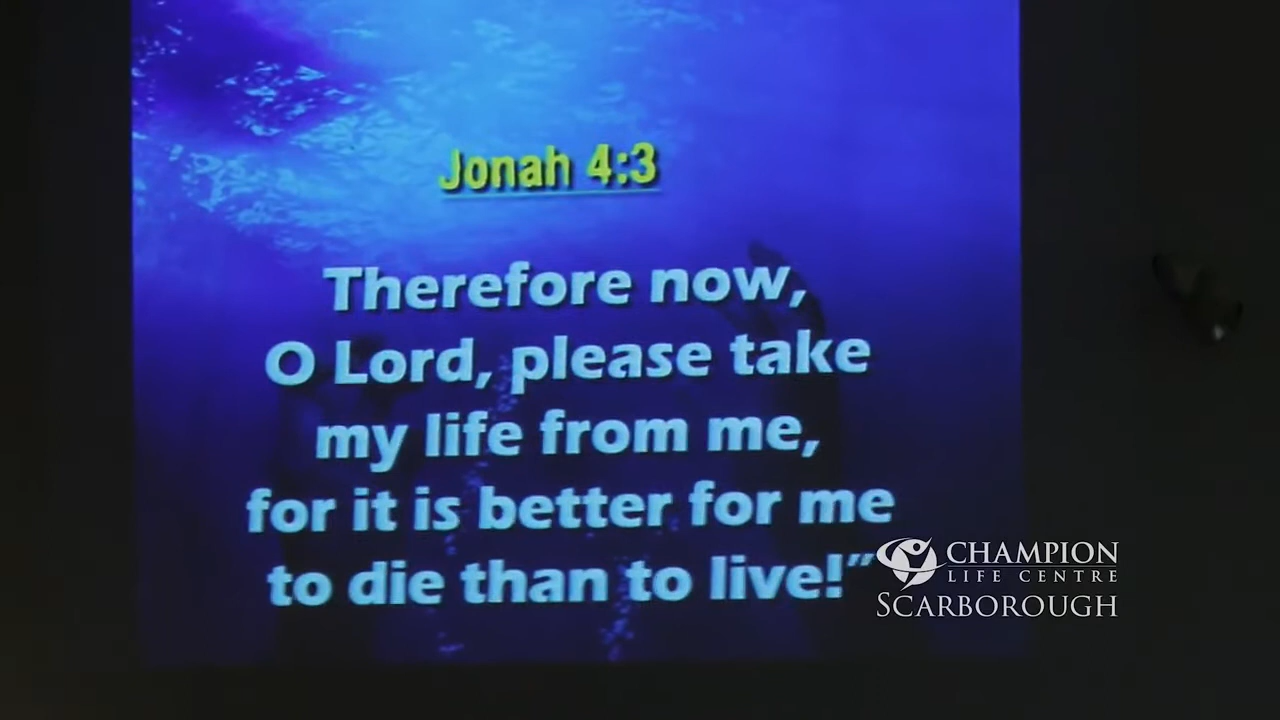 Jonah 4:3
Therefore now,
O Lord, please take
my life from me,
for it is better for me
to die than to live!”
CHAMPION
LIFE CENTRE
SCARBOROUGH